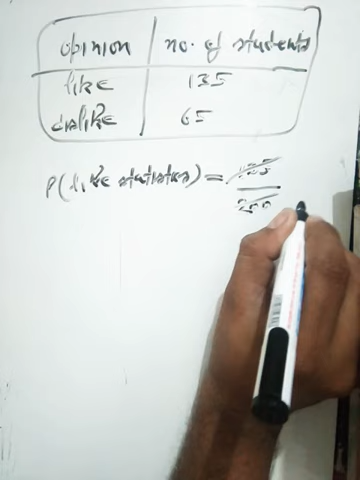 opinion no. of students
like 135
dislike 65
P(like statistics) = 135
200